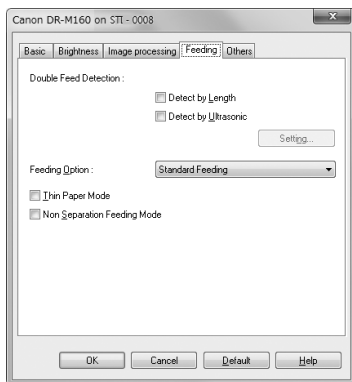 Canon DR-M160 on STI - 0008
Basic Brightness Image processing Feeding Others
Double Feed Detection :
Detect by Length
Detect by Ultrasonic
Setting...
Feeding Option : Standard Feeding
Thin Paper Mode
Non Separation Feeding Mode
OK Cancel Default Help